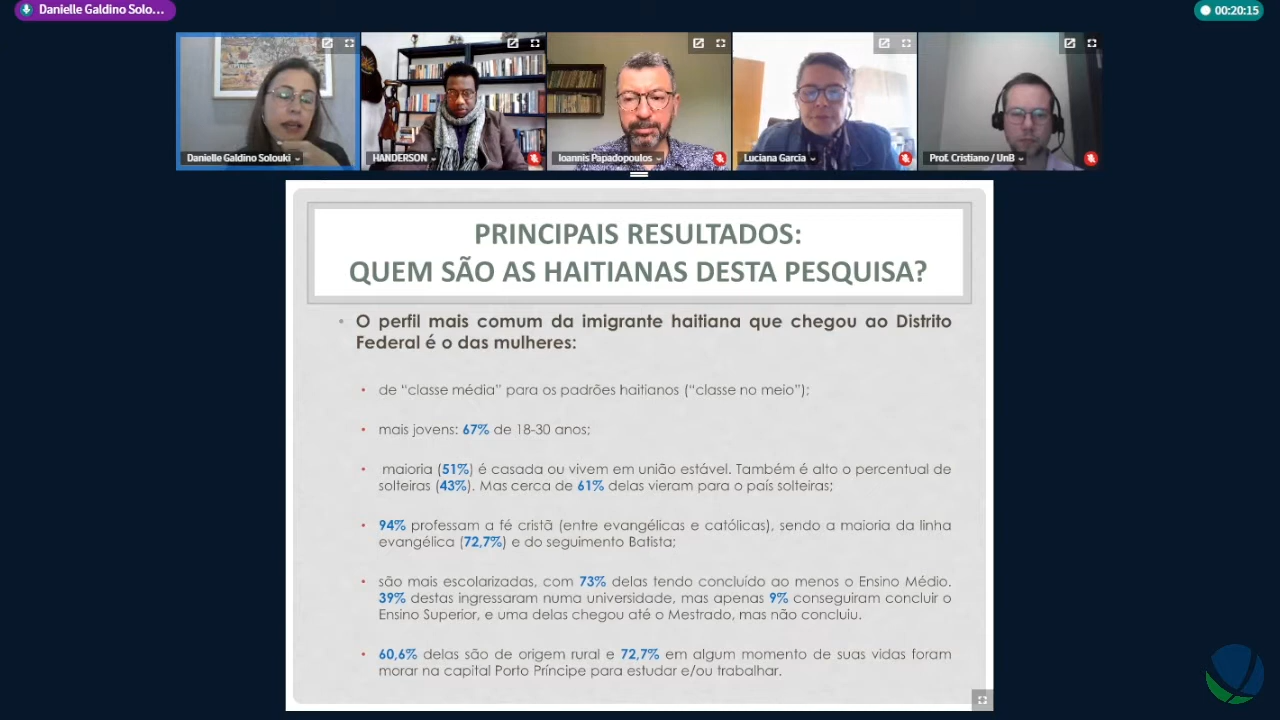 Danielle Galdino Solo...
00:20:15
Danielle Galdino Solouki
HANDERSON
Ioannis Papadopoulos
Luciana Garcia
Prof. Cristiano / UnB
PRINCIPAIS RESULTADOS:
QUEM SÃO AS HAITIANAS DESTA PESQUISA?
• O perfil mais comum da imigrante haitiana que chegou ao Distrito
Federal é o das mulheres:
• de “classe média” para os padrões haitianos (“classe no meio”);
• mais jovens: 67% de 18-30 anos;
• maioria (51%) é casada ou vivem em união estável. Também é alto o percentual de
solteiras (43%). Mas cerca de 61% delas vieram para o país solteiras;
• 94% professam a fé cristã (entre evangélicas e católicas), sendo a maioria da linha
evangélica (72,7%) e do seguimento Batista;
• são mais escolarizadas, com 73% delas tendo concluído ao menos o Ensino Médio.
39% destas ingressaram numa universidade, mas apenas 9% conseguiram concluir o
Ensino Superior, e uma delas chegou até o Mestrado, mas não concluiu.
• 60,6% delas são de origem rural e 72,7% em algum momento de suas vidas foram
morar na capital Porto Príncipe para estudar e/ou trabalhar.